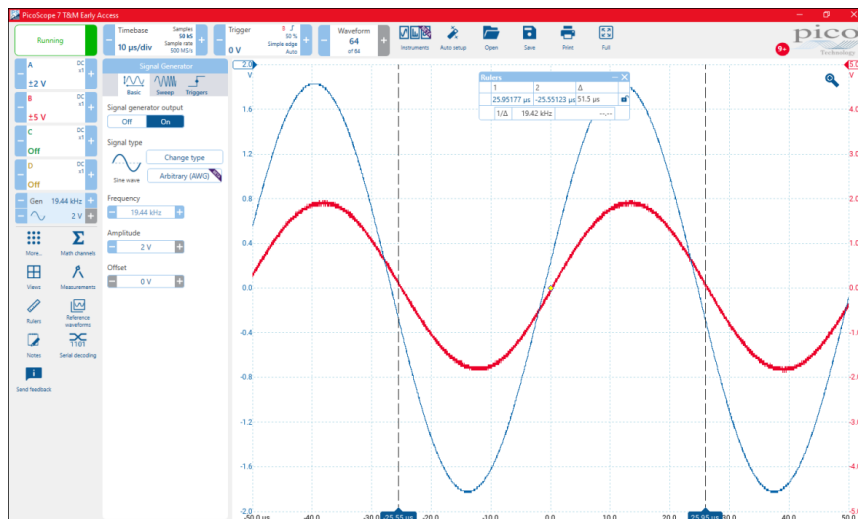 PicoScope 7 T&M Early Access
Running
Timebase
10 µs/div
Samples
50 kS
Sample rate
500 MS/s
Trigger
0 V
B
50 %
Simple edge
Auto
Waveform
64
of 64
Instruments
Auto setup
Open
Save
Print
Full
9+
pico
Technology
A
DC
x1
±2 V
B
DC
x1
±5 V
C
DC
x1
Off
D
DC
x1
Off
Gen 19.44 kHz
2 V
More...
Math channels
Views
Measurements
Rulers
Reference
waveforms
Notes
Serial decoding
Send feedback
Signal Generator
Basic
Sweep
Triggers
Signal generator output
Off
On
Signal type
Sine wave
Change type
Arbitrary (AWG)
Frequency
19.44 kHz
Amplitude
2 V
Offset
0 V
2.0
V
1.6
1.2
0.8
0.4
0.0
-0.4
-0.8
-1.2
-1.6
-2.0
Rulers
1 2 Δ
25.95177 µs -25.55123 µs 51.5 µs
1/Δ 19.42 kHz --.--
5.0
V
4.0
3.0
2.0
1.0
0.0
-1.0
-2.0
-3.0
-4.0
-5.0
-50.0 µs
-40.0
-30.0
-25.55 µs
-20.0
-10.0
0.0
10.0
20.0
25.95 µs
30.0
40.0
50.0